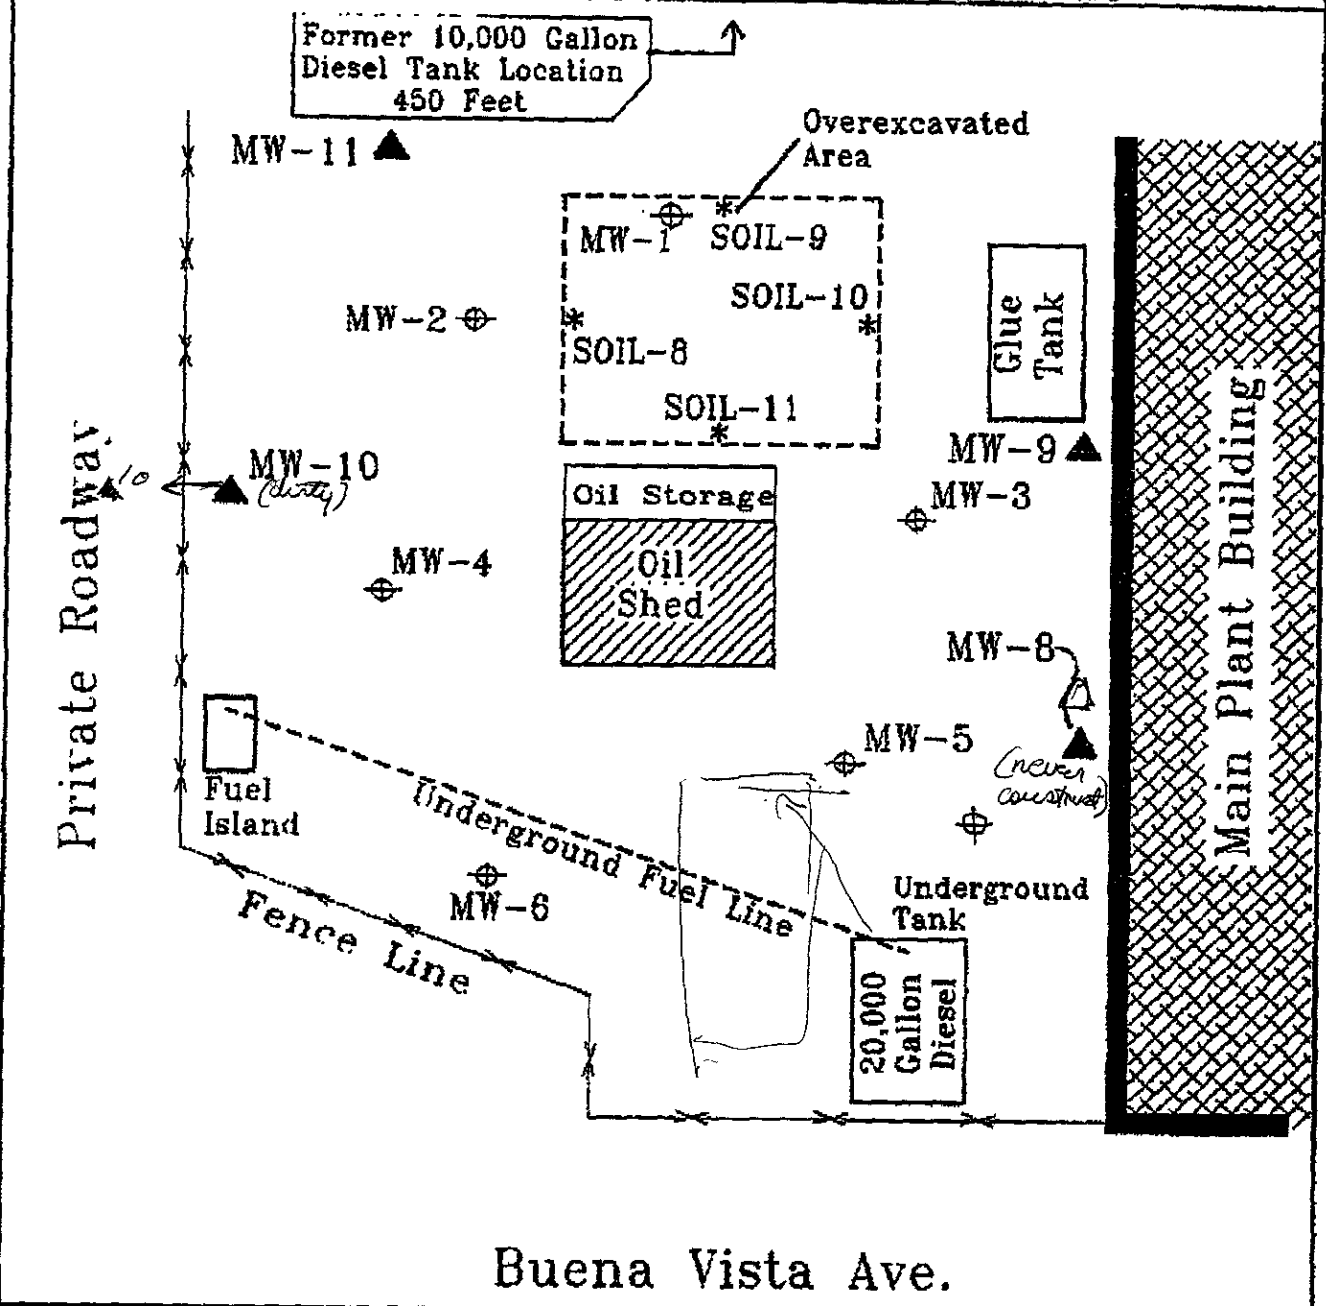 Former 10,000 Gallon
Diesel Tank Location
450 Feet
MW-11
Overexcavated
Area
MW-1
SOIL-9
SOIL-10
MW-2
SOIL-8
Glue
Tank
SOIL-11
MW-9
MW-10
(dirty)
10
Oil Storage
MW-3
Private Roadway
MW-4
Oil
Shed
Main Plant Building
MW-8
MW-5
(never
construct)
Fuel
Island
Underground Fuel Line
MW-6
Underground
Tank
Fence Line
20,000
Gallon
Diesel
Buena Vista Ave.